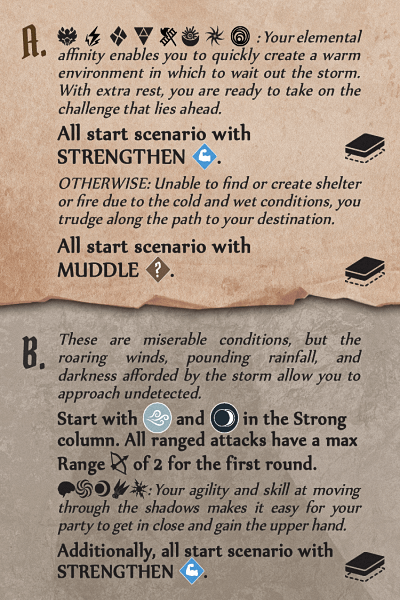 A. : Your elemental
affinity enables you to quickly create a warm
environment in which to wait out the storm.
With extra rest, you are ready to take on the
challenge that lies ahead.
All start scenario with
STRENGTHEN .
OTHERWISE: Unable to find or create shelter
or fire due to the cold and wet conditions, you
trudge along the path to your destination.
All start scenario with
MUDDLE ? .
B. These are miserable conditions, but the
roaring winds, pounding rainfall, and
darkness afforded by the storm allow you to
approach undetected.
Start with and in the Strong
column. All ranged attacks have a max
Range of 2 for the first round.
: Your agility and skill at moving
through the shadows makes it easy for your
party to get in close and gain the upper hand.
Additionally, all start scenario with
STRENGTHEN .